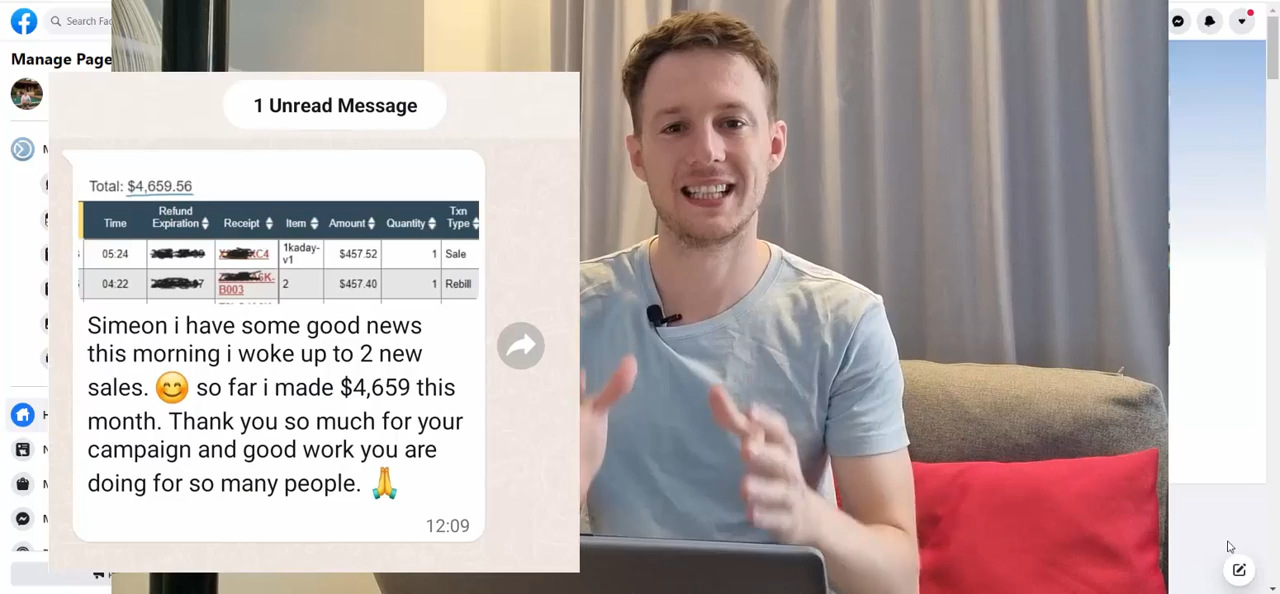 Search Fac
Manage Page
1 Unread Message
Total: $4,659.56
Time Refund Expiration Receipt Item Amount Quantity Txn Type
05:24 C4 1kaday-v1 $457.52 1 Sale
04:22 6K-B003 2 $457.40 1 Rebill
Simeon i have some good news
this morning i woke up to 2 new
sales. 😊 so far i made $4,659 this
month. Thank you so much for your
campaign and good work you are
doing for so many people. 🙏
12:09